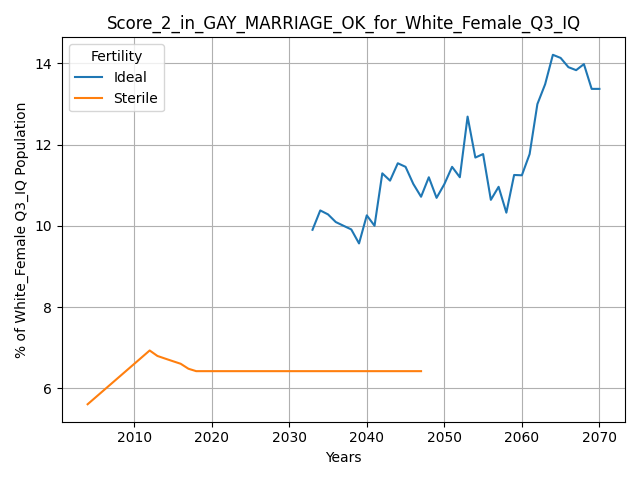 Score_2_in_GAY_MARRIAGE_OK_for_White_Female_Q3_IQ
Fertility
Ideal
Sterile
% of White_Female Q3_IQ Population
14
12
10
8
6
2010 2020 2030 2040 2050 2060 2070
Years